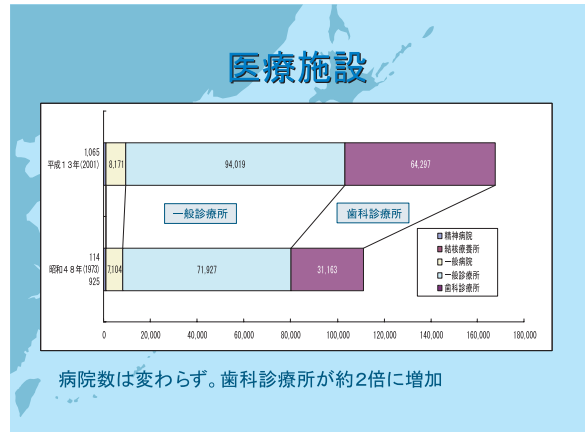 医療施設
1,065
平成13年(2001)
8,171
94,019
64,297
一般診療所
歯科診療所
114
昭和48年(1973)
925
7,104
71,927
31,163
精神病院
結核療養所
一般病院
一般診療所
歯科診療所
0 20,000 40,000 60,000 80,000 100,000 120,000 140,000 160,000 180,000
病院数は変わらず。歯科診療所が約2倍に増加